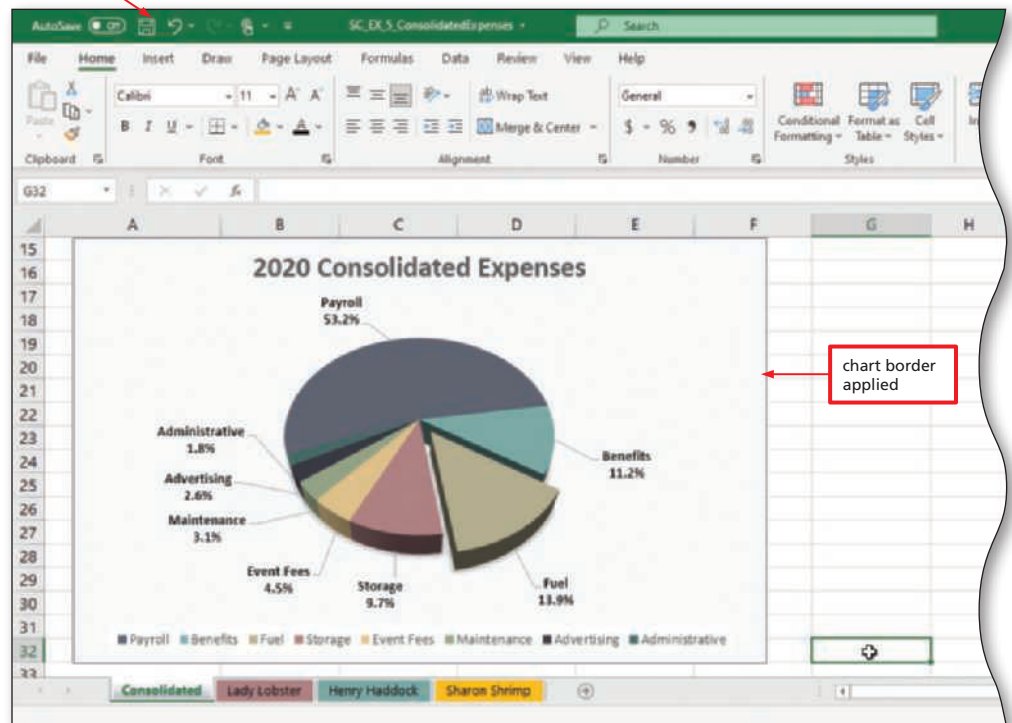 AutoSave Off SC_EX_5_ConsolidatedExpenses Search
File Home Insert Draw Page Layout Formulas Data Review View Help
Calibri 11 A A Wrap Text General
Paste B I U A Merge & Center $ % 9 Conditional Formatting Format as Table Cell Styles
Clipboard Font Alignment Number Styles
G32 fx
A B C D E F G H
15
16
17
18
19
20
21
22
23
24
25
26
27
28
29
30
31
32
33
2020 Consolidated Expenses
Payroll
53.2%
chart border
applied
Administrative
1.8%
Benefits
11.2%
Advertising
2.6%
Maintenance
3.1%
Event Fees
4.5%
Storage
9.7%
Fuel
13.9%
Payroll Benefits Fuel Storage Event Fees Maintenance Advertising Administrative
Consolidated Lady Lobster Henry Haddock Sharon Shrimp